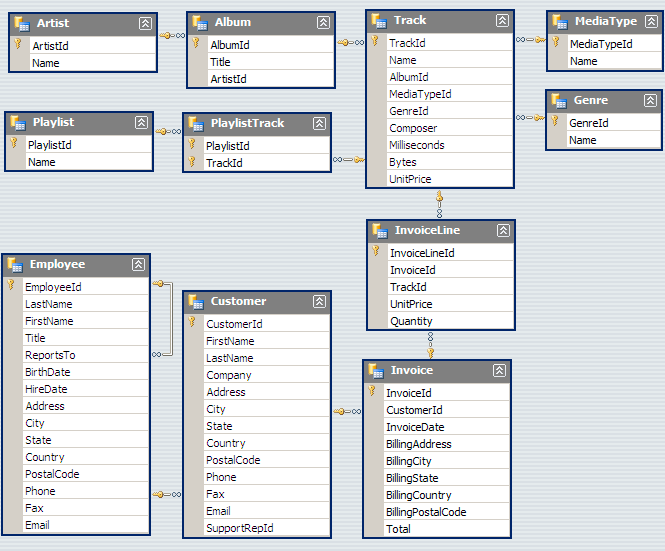 Artist
ArtistId
Name
Album
AlbumId
Title
ArtistId
Track
TrackId
Name
AlbumId
MediaTypeId
GenreId
Composer
Milliseconds
Bytes
UnitPrice
MediaType
MediaTypeId
Name
Genre
GenreId
Name
Playlist
PlaylistId
Name
PlaylistTrack
PlaylistId
TrackId
InvoiceLine
InvoiceLineId
InvoiceId
TrackId
UnitPrice
Quantity
Employee
EmployeeId
LastName
FirstName
Title
ReportsTo
BirthDate
HireDate
Address
City
State
Country
PostalCode
Phone
Fax
Email
Customer
CustomerId
FirstName
LastName
Company
Address
City
State
Country
PostalCode
Phone
Fax
Email
SupportRepId
Invoice
InvoiceId
CustomerId
InvoiceDate
BillingAddress
BillingCity
BillingState
BillingCountry
BillingPostalCode
Total